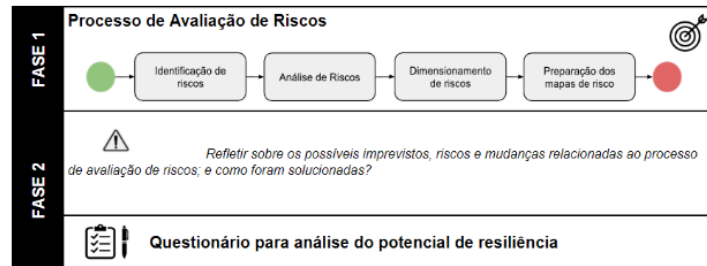 Processo de Avaliação de Riscos
FASE 1
Identificação de
riscos
Análise de Riscos
Dimensionamento
de riscos
Preparação dos
mapas de risco
FASE 2
Refletir sobre os possíveis imprevistos, riscos e mudanças relacionadas ao processo
de avaliação de riscos; e como foram solucionadas?
Questionário para análise do potencial de resiliência